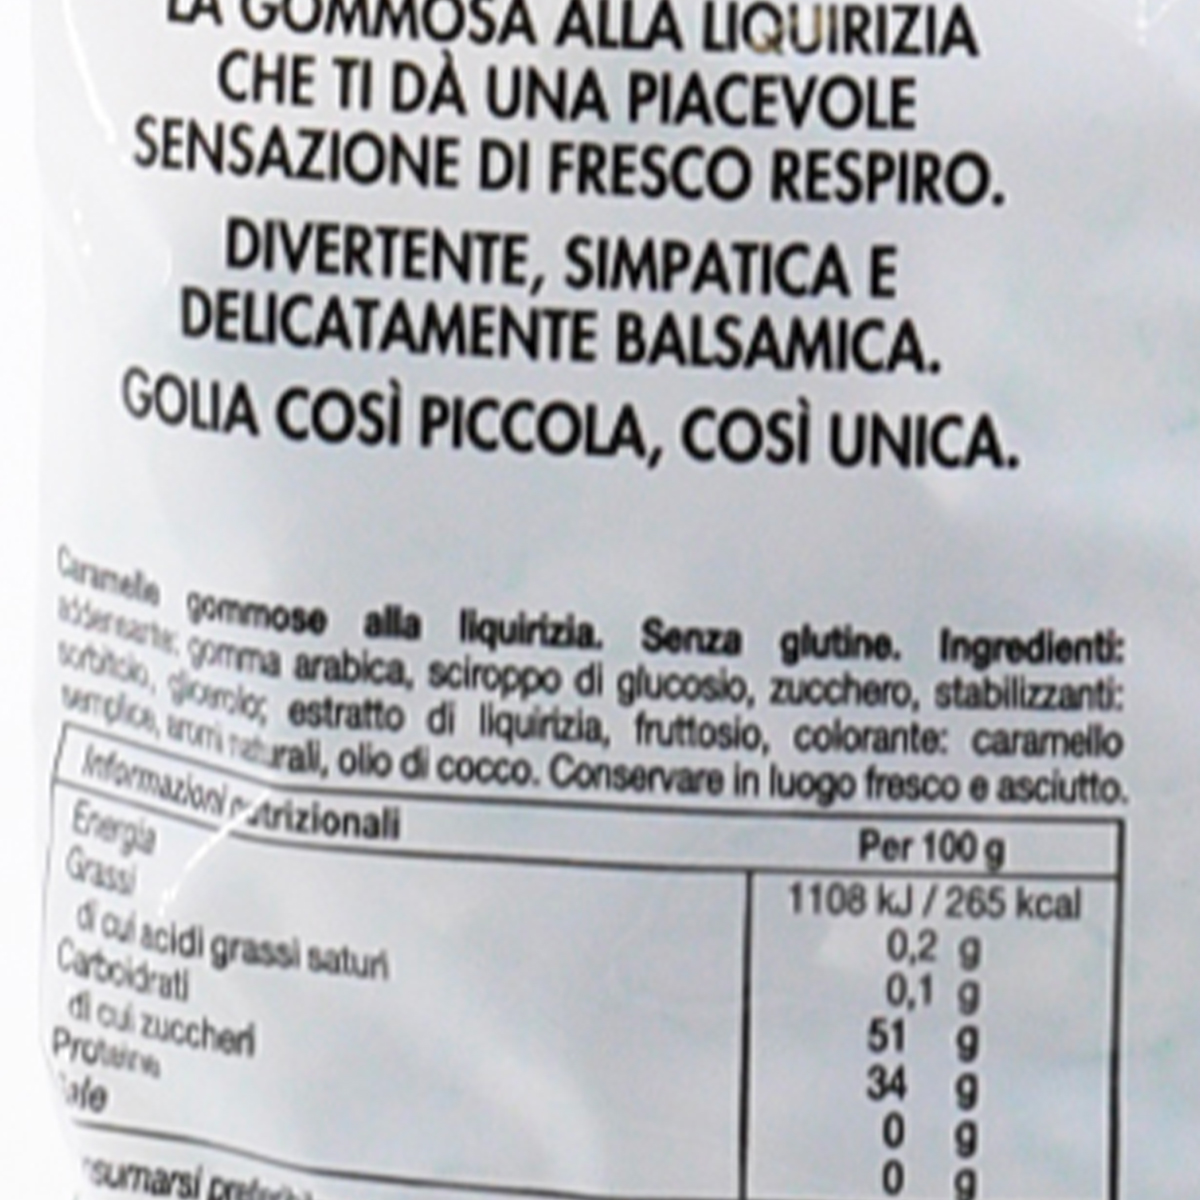 LA GOMMOSA ALLA LIQUIRIZIA
CHE TI DÀ UNA PIACEVOLE
SENSAZIONE DI FRESCO RESPIRO.
DIVERTENTE, SIMPATICA E
DELICATAMENTE BALSAMICA.
GOLIA COSÌ PICCOLA, COSÌ UNICA.
Caramelle gommose alla liquirizia. Senza glutine. Ingredienti:
addensante: gomma arabica, sciroppo di glucosio, zucchero, stabilizzanti:
sorbitolo, glicerolo; estratto di liquirizia, fruttosio, colorante: caramello
semplice, aromi naturali, olio di cocco. Conservare in luogo fresco e asciutto.
Informazioni nutrizionali Per 100 g
Energia 1108 kJ / 265 kcal
Grassi 0,2 g
di cui acidi grassi saturi 0,1 g
Carboidrati 51 g
di cui zuccheri 34 g
Proteine 0 g
Sale 0 g